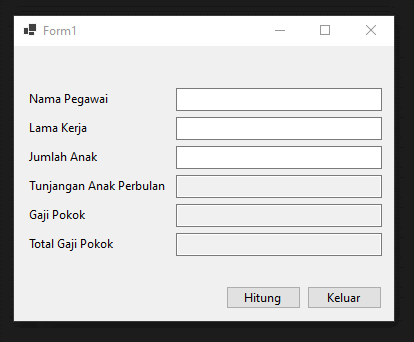 Form1
Nama Pegawai
Lama Kerja
Jumlah Anak
Tunjangan Anak Perbulan
Gaji Pokok
Total Gaji Pokok
Hitung Keluar